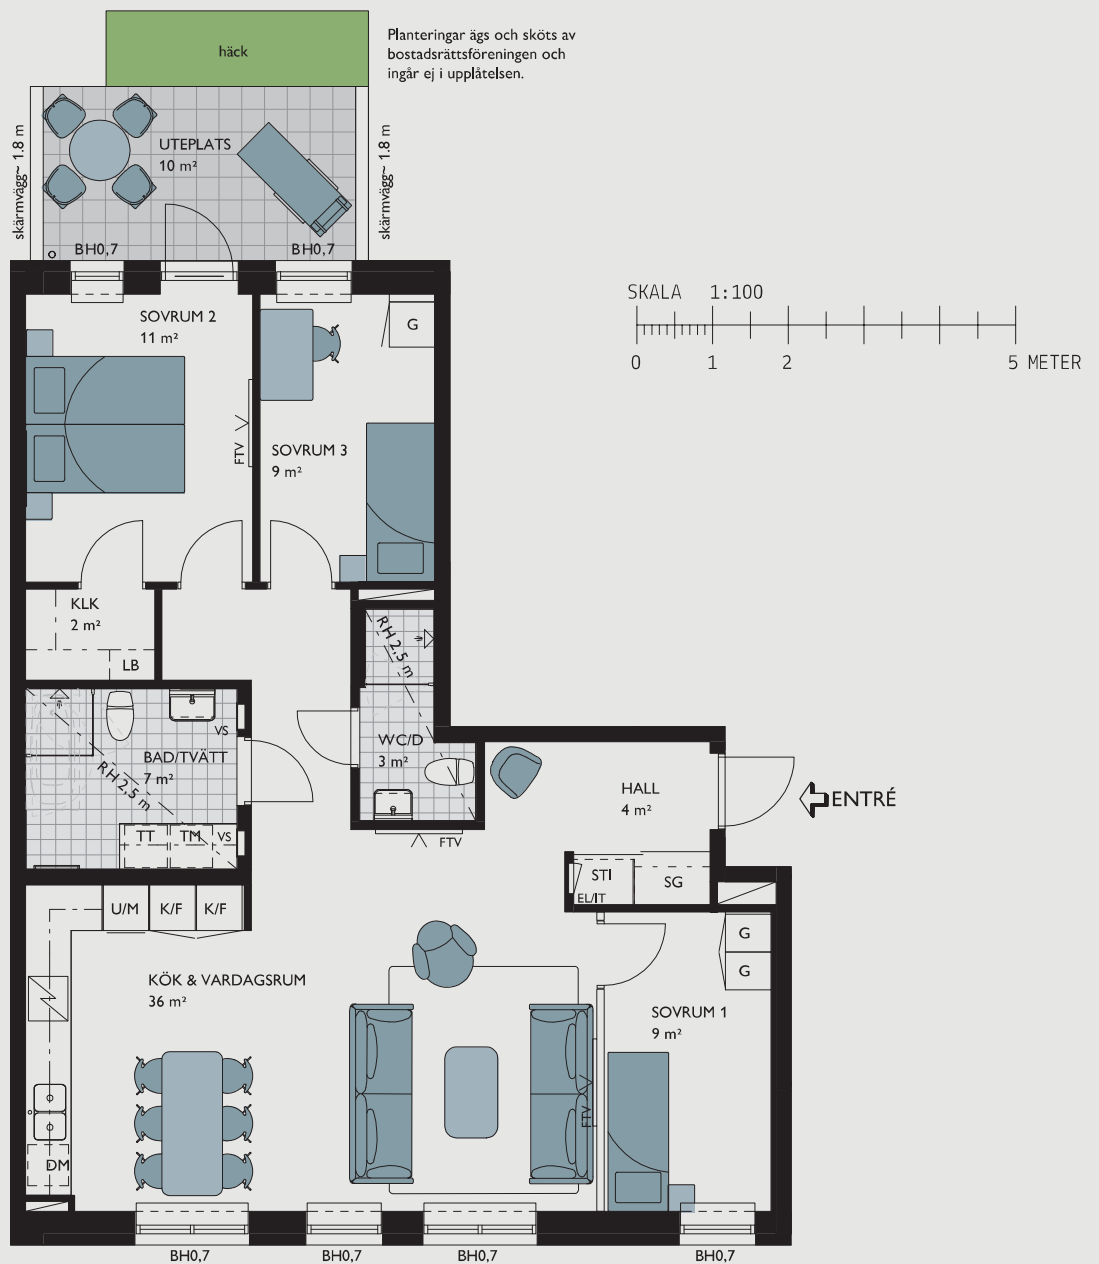 häck
Planteringar ägs och sköts av
bostadsrättsföreningen och
ingår ej i upplåtelsen.
skärmvägg~ 1.8 m
skärmvägg~ 1.8 m
UTEPLATS
10 m²
BH0,7
BH0,7
SKALA 1:100
0 1 2 5 METER
SOVRUM 2
11 m²
G
FTV
SOVRUM 3
9 m²
KLK
2 m²
LB
RH 2,5 m
VS
BAD/TVÄTT
7 m²
RH 2,5 m
WC/D
3 m²
TT
TM
VS
FTV
HALL
4 m²
ENTRÉ
STI
EL/IT
SG
U/M
K/F
K/F
G
G
KÖK & VARDAGSRUM
36 m²
SOVRUM 1
9 m²
FTV
DM
BH0,7
BH0,7
BH0,7
BH0,7